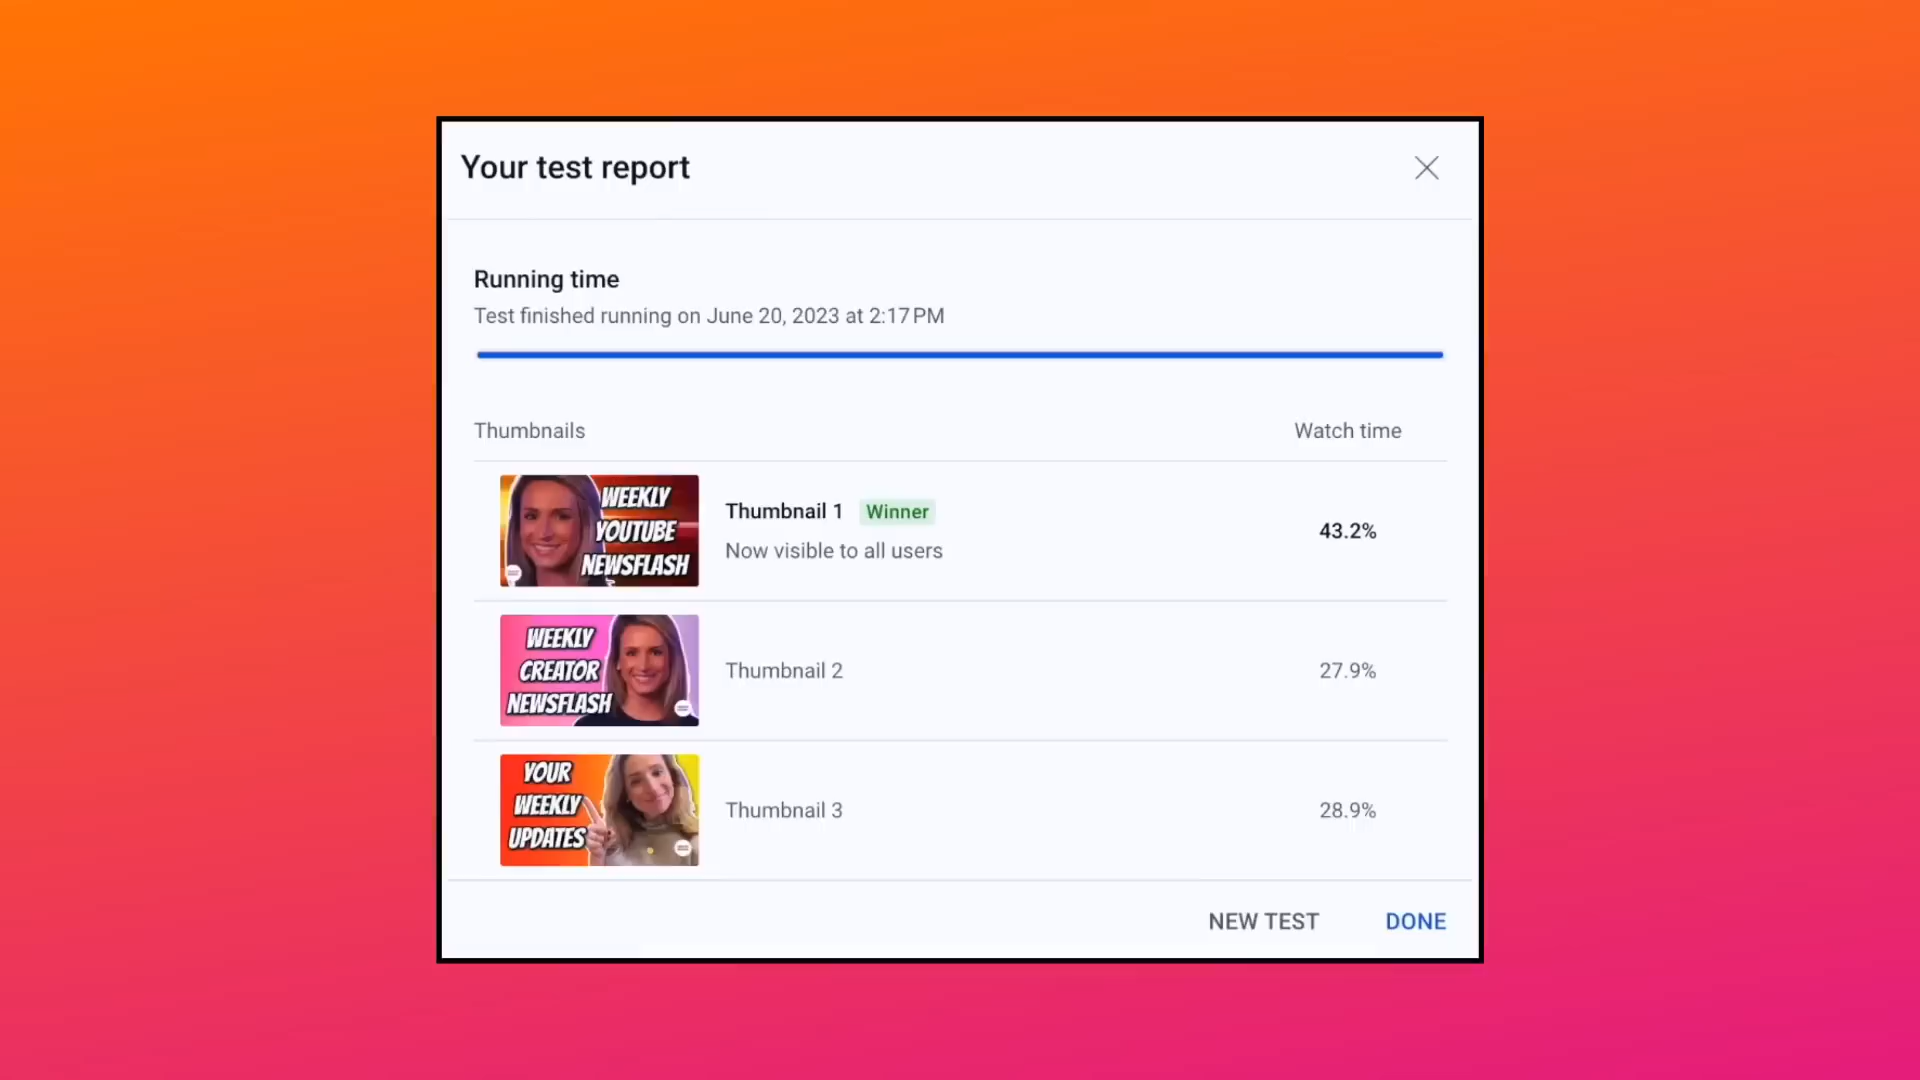 Your test report
Running time
Test finished running on June 20, 2023 at 2:17 PM
Thumbnails Watch time
WEEKLY
YOUTUBE
NEWSFLASH
Thumbnail 1 Winner
Now visible to all users
43.2%
WEEKLY
CREATOR
NEWSFLASH
Thumbnail 2
27.9%
YOUR
WEEKLY
UPDATES
Thumbnail 3
28.9%
NEW TEST DONE